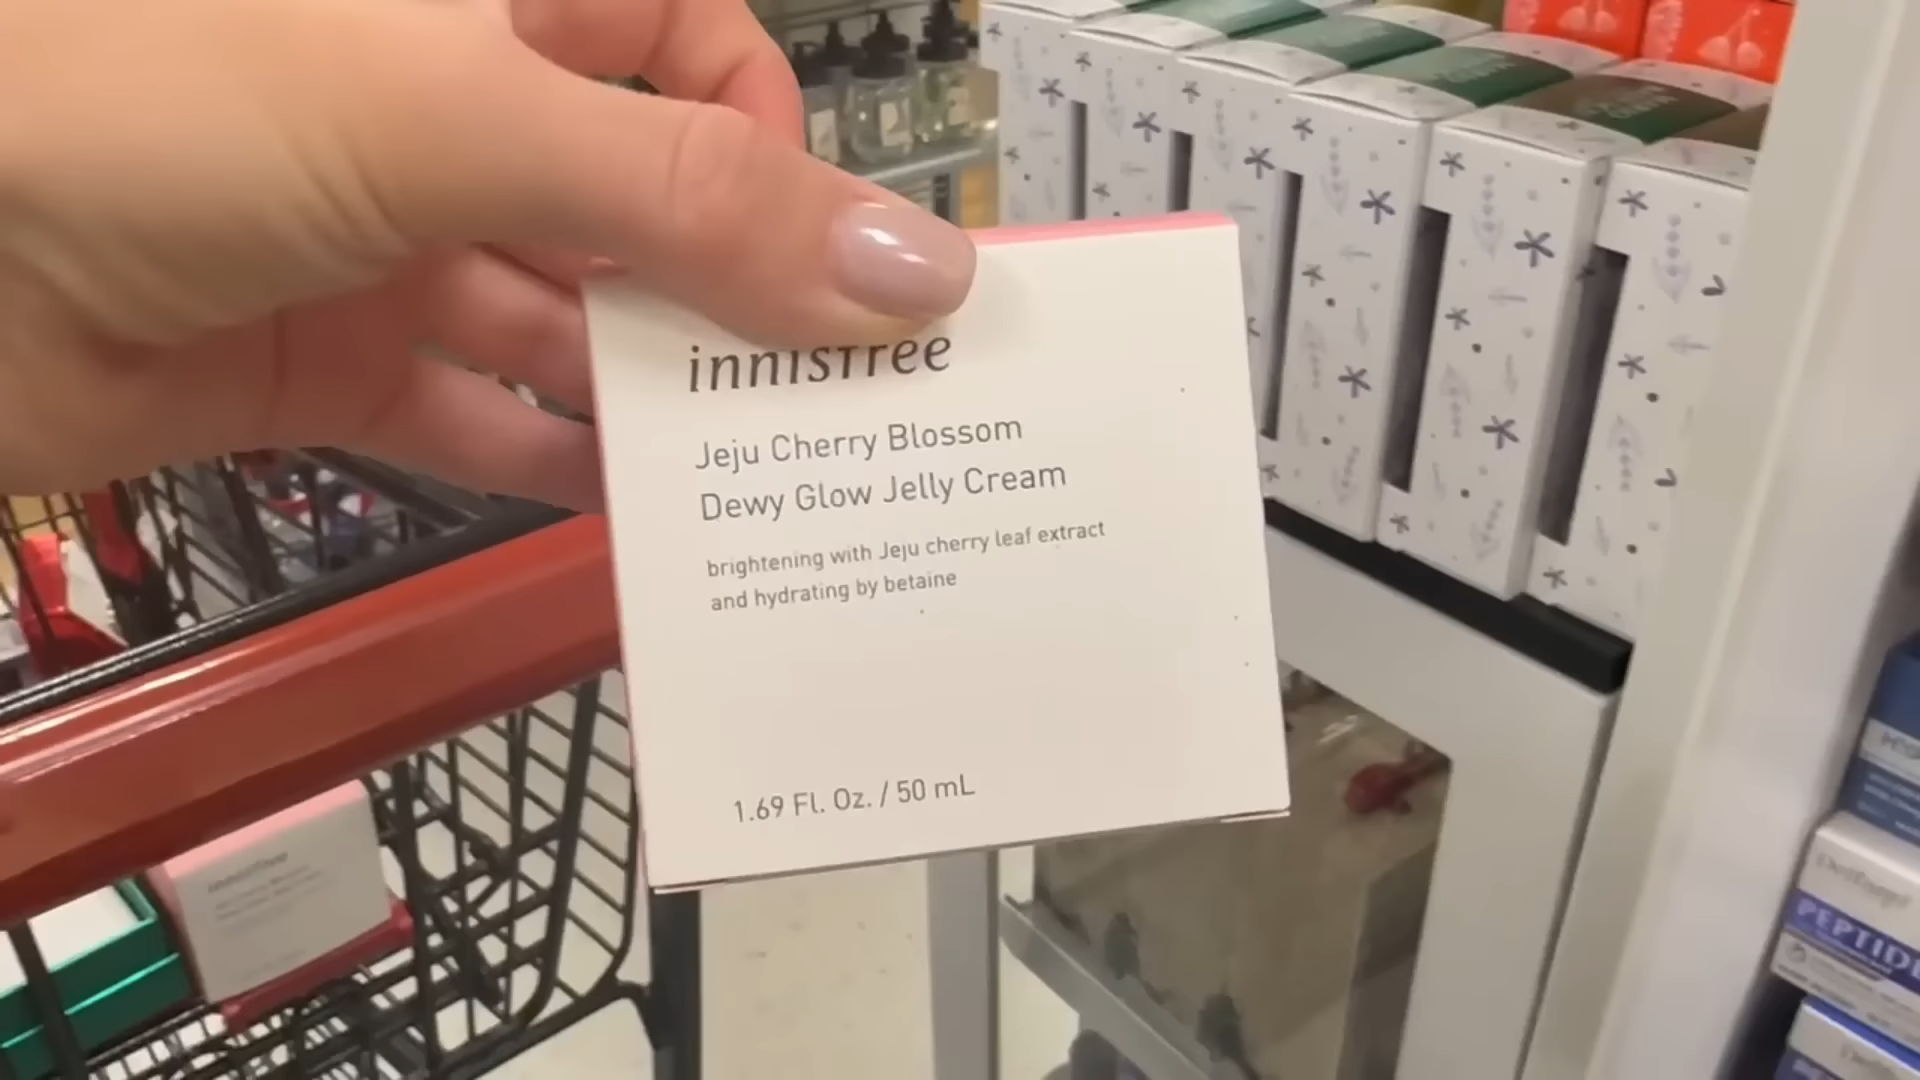 innisfree
Jeju Cherry Blossom
Dewy Glow Jelly Cream
brightening with Jeju cherry leaf extract
and hydrating by betaine
1.69 Fl. Oz. / 50 mL
innisfree